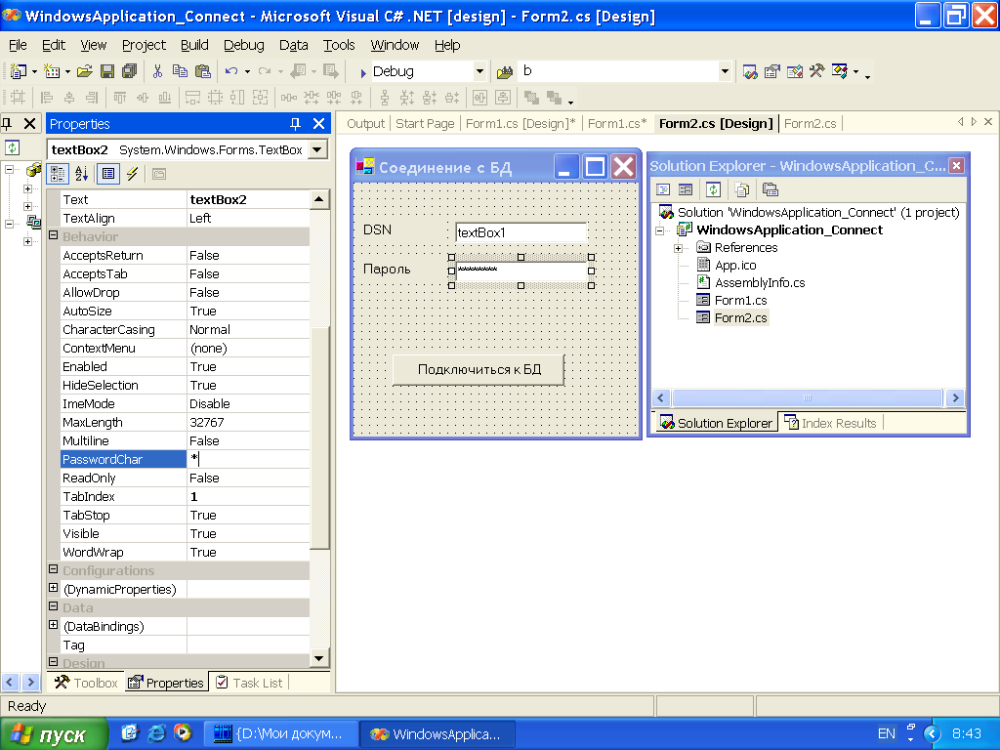 WindowsApplication_Connect - Microsoft Visual C# .NET [design] - Form2.cs [Design]
File Edit View Project Build Debug Data Tools Window Help
Debug b
Properties
Output Start Page Form1.cs [Design]* Form1.cs* Form2.cs [Design] Form2.cs
textBox2 System.Windows.Forms.TextBox
Text textBox2
TextAlign Left
Behavior
AcceptsReturn False
AcceptsTab False
AllowDrop False
AutoSize True
CharacterCasing Normal
ContextMenu (none)
Enabled True
HideSelection True
ImeMode Disable
MaxLength 32767
Multiline False
PasswordChar *
ReadOnly False
TabIndex 1
TabStop True
Visible True
WordWrap True
Configurations
(DynamicProperties)
Data
(DataBindings)
Tag
Design
Toolbox Properties Task List
Соединение с БД
DSN textBox1
Пароль ********
Подключиться к БД
Solution Explorer - WindowsApplication_C...
Solution 'WindowsApplication_Connect' (1 project)
WindowsApplication_Connect
References
App.ico
AssemblyInfo.cs
Form1.cs
Form2.cs
Solution Explorer Index Results
Ready
пуск {D:\Мои докум... WindowsApplica... EN 8:43